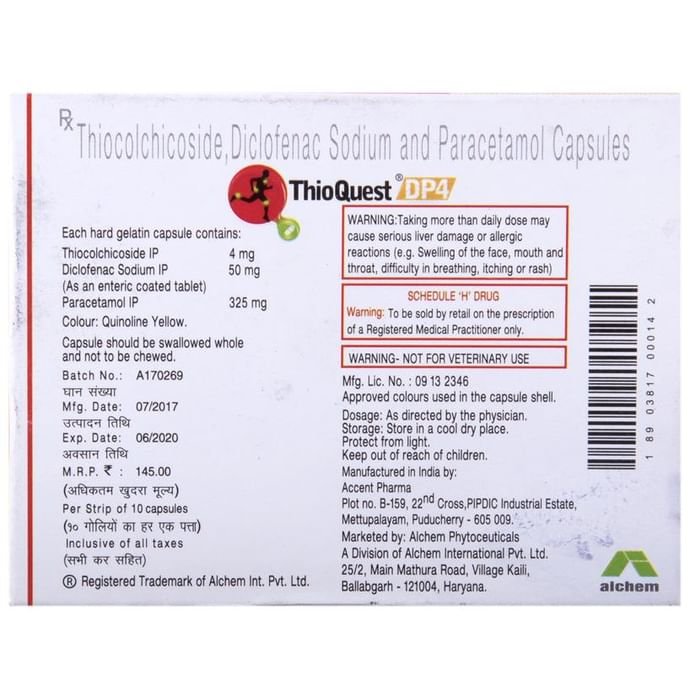 Rx Thiocolchicoside, Diclofenac Sodium and Paracetamol Capsules
ThioQuest® DP4
Each hard gelatin capsule contains:
Thiocolchicoside IP 4 mg
Diclofenac Sodium IP 50 mg
(As an enteric coated tablet)
Paracetamol IP 325 mg
Colour: Quinoline Yellow.
Capsule should be swallowed whole
and not to be chewed.
Batch No.: A170269
घान संख्या
Mfg. Date: 07/2017
उत्पादन तिथि
Exp. Date: 06/2020
अवसान तिथि
M.R.P. ₹ : 145.00
(अधिकतम खुदरा मूल्य)
Per Strip of 10 capsules
(१० गोलियों का हर एक पत्ता)
Inclusive of all taxes
(सभी कर सहित)
® Registered Trademark of Alchem Int. Pvt. Ltd.
WARNING:Taking more than daily dose may
cause serious liver damage or allergic
reactions (e.g. Swelling of the face, mouth and
throat, difficulty in breathing, itching or rash)
SCHEDULE 'H' DRUG
Warning: To be sold by retail on the prescription
of a Registered Medical Practitioner only.
WARNING- NOT FOR VETERINARY USE
Mfg. Lic. No. : 09 13 2346
Approved colours used in the capsule shell.
Dosage: As directed by the physician.
Storage: Store in a cool dry place.
Protect from light.
Keep out of reach of children.
Manufactured in India by:
Accent Pharma
Plot no. B-159, 22nd Cross,PIPDIC Industrial Estate,
Mettupalayam, Puducherry - 605 009.
Marketed by: Alchem Phytoceuticals
A Division of Alchem International Pvt. Ltd.
25/2, Main Mathura Road, Village Kaili,
Ballabgarh - 121004, Haryana.
1 89 03817 00014 2
alchem